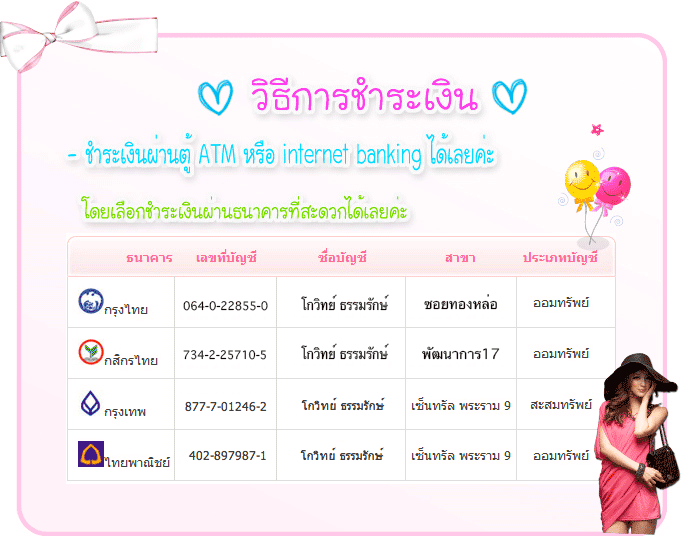 วิธีการชำระเงิน
- ชำระเงินผ่านตู้ ATM หรือ internet banking ได้เลยค่ะ
โดยเลือกชำระเงินผ่านธนาคารที่สะดวกได้เลยค่ะ
ธนาคาร เลขที่บัญชี ชื่อบัญชี สาขา ประเภทบัญชี
กรุงไทย 064-0-22855-0 โกวิทย์ ธรรมรักษ์ ซอยทองหล่อ ออมทรัพย์
กสิกรไทย 734-2-25710-5 โกวิทย์ ธรรมรักษ์ พัฒนาการ17 ออมทรัพย์
กรุงเทพ 877-7-01246-2 โกวิทย์ ธรรมรักษ์ เซ็นทรัล พระราม 9 สะสมทรัพย์
ไทยพาณิชย์ 402-897987-1 โกวิทย์ ธรรมรักษ์ เซ็นทรัล พระราม 9 ออมทรัพย์